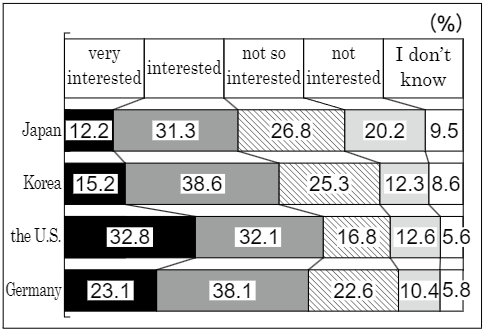 (%)
very interested interested not so interested not interested I don't know
Japan 12.2 31.3 26.8 20.2 9.5
Korea 15.2 38.6 25.3 12.3 8.6
the U.S. 32.8 32.1 16.8 12.6 5.6
Germany 23.1 38.1 22.6 10.4 5.8